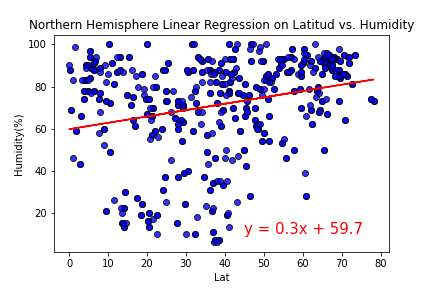 Northern Hemisphere Linear Regression on Latitud vs. Humidity
100
80
60
40
20
Humidity(%)
y = 0.3x + 59.7
0 10 20 30 40 50 60 70 80
Lat